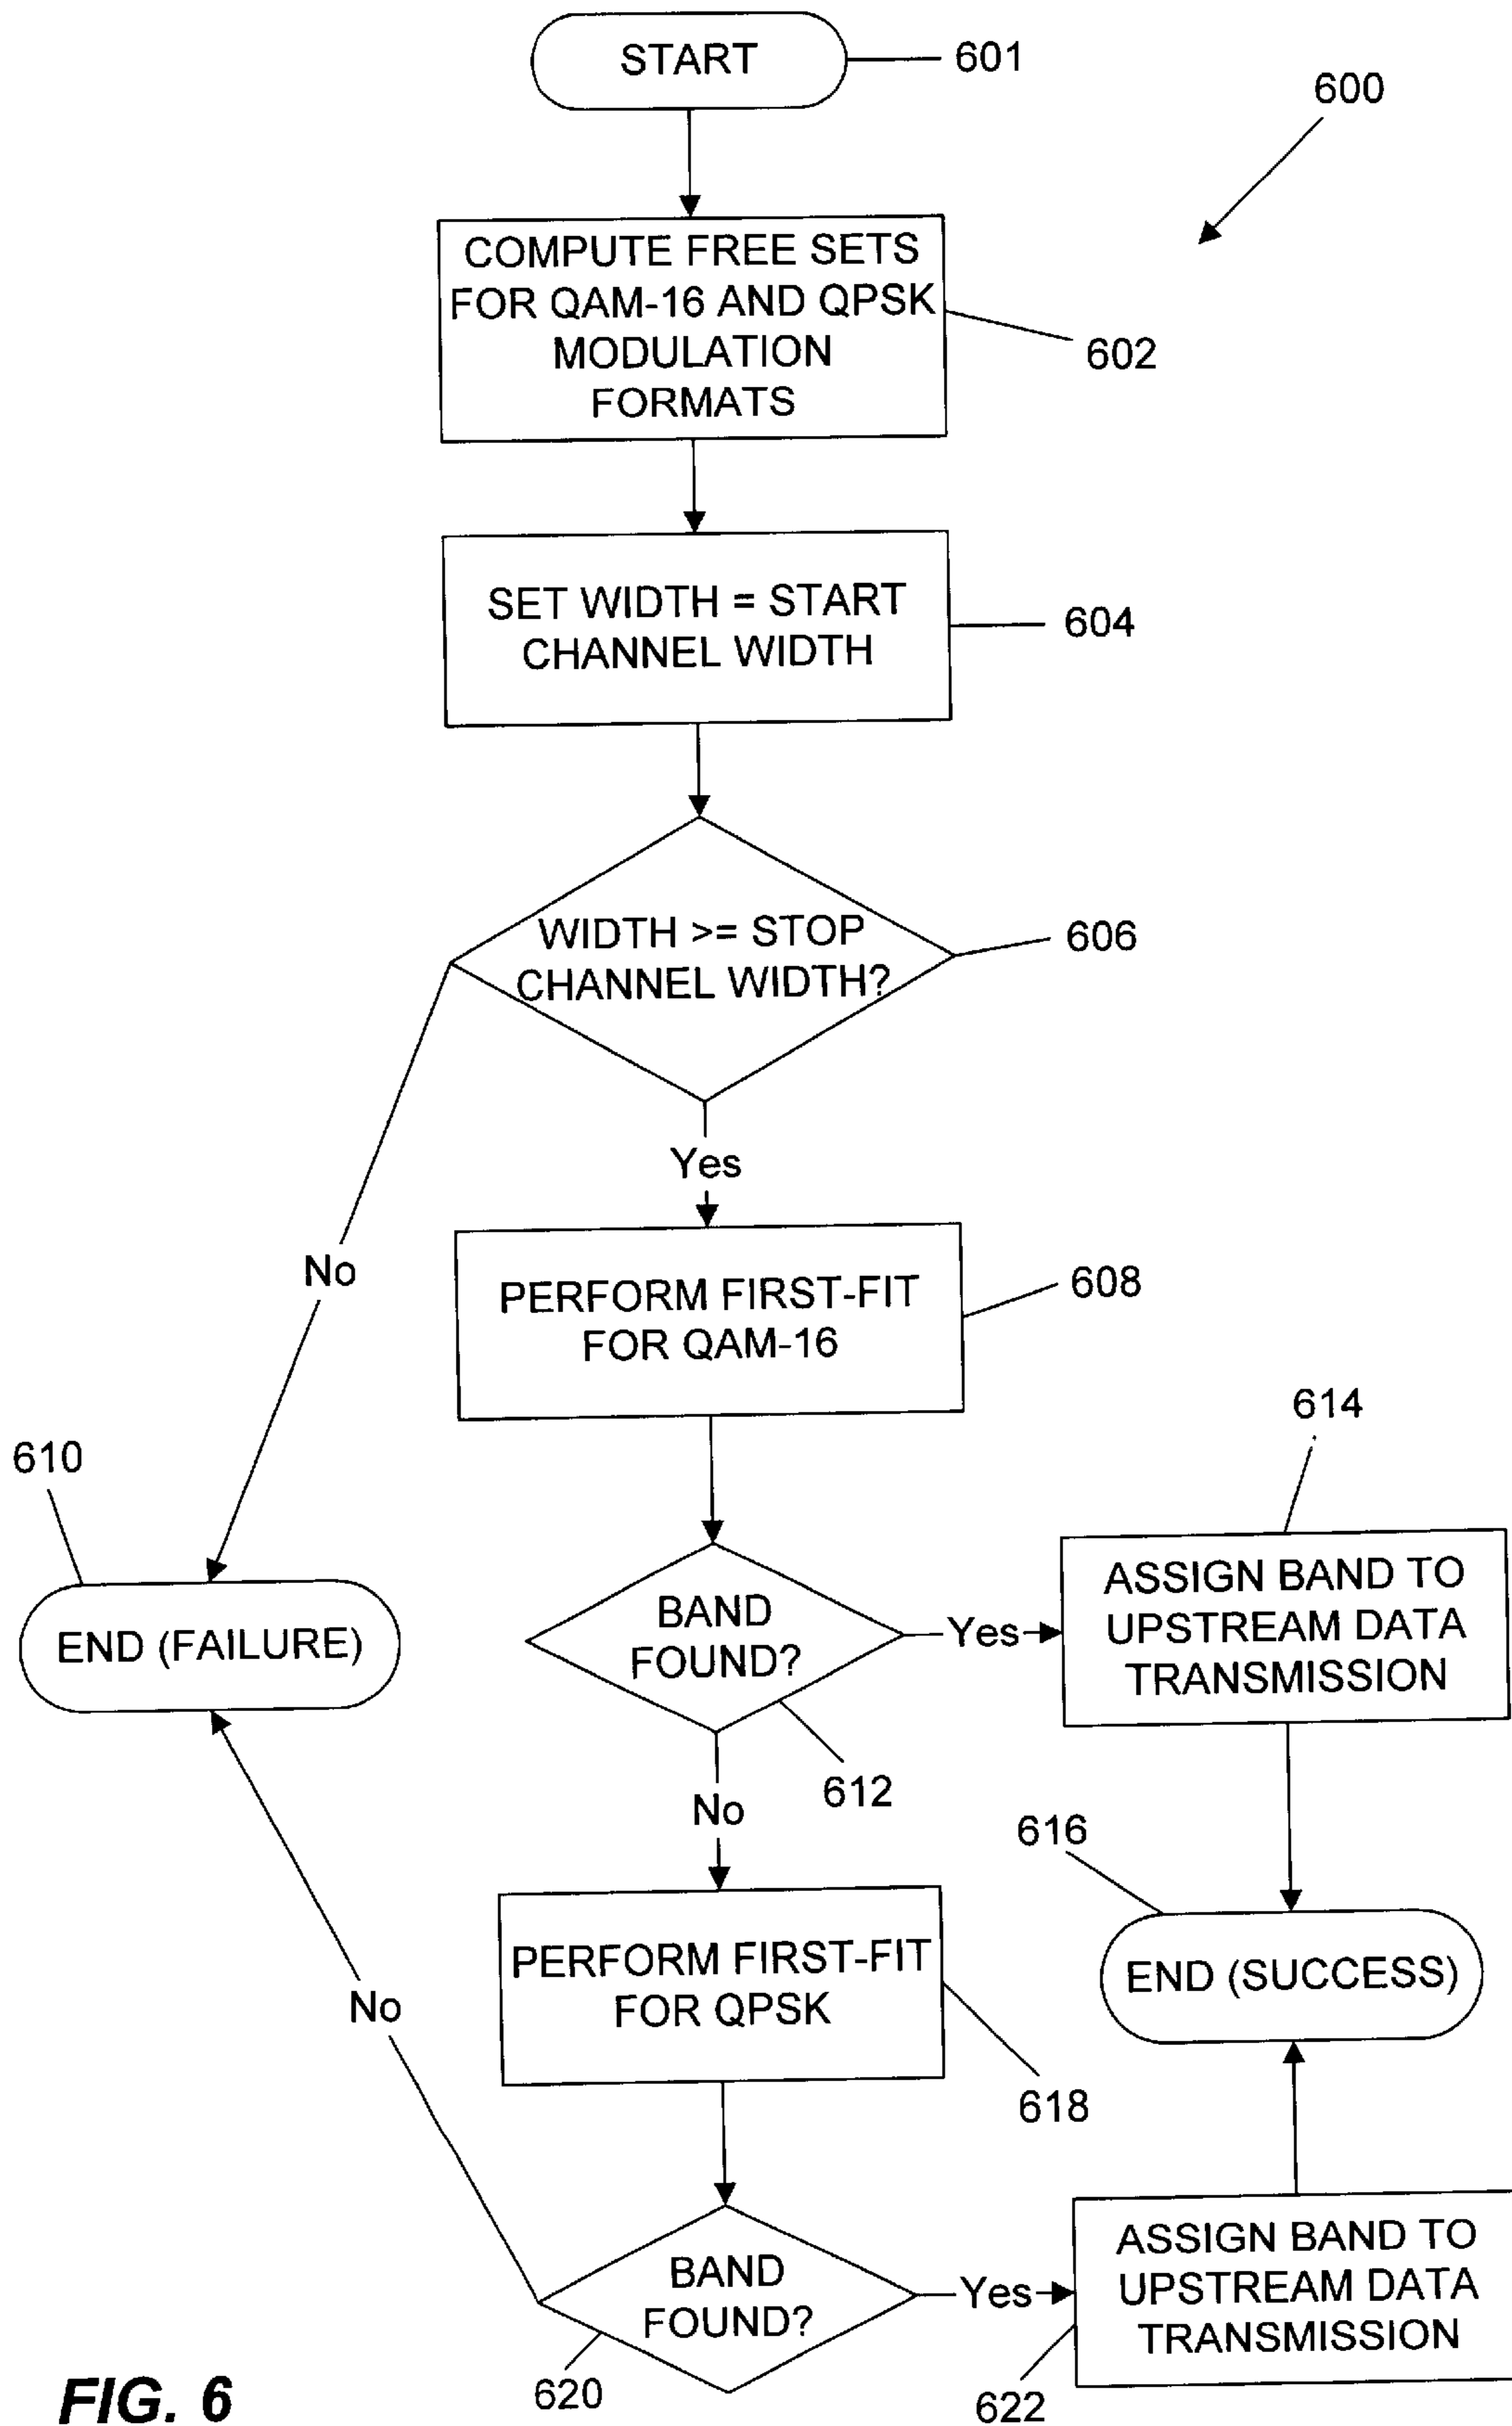 START
601
600
COMPUTE FREE SETS
FOR QAM-16 AND QPSK
MODULATION
FORMATS
602
SET WIDTH = START
CHANNEL WIDTH
604
WIDTH >= STOP
CHANNEL WIDTH?
606
Yes
No
PERFORM FIRST-FIT
FOR QAM-16
608
610
END (FAILURE)
BAND
FOUND?
612
Yes
614
ASSIGN BAND TO
UPSTREAM DATA
TRANSMISSION
No
616
END (SUCCESS)
PERFORM FIRST-FIT
FOR QPSK
618
No
BAND
FOUND?
620
Yes
ASSIGN BAND TO
UPSTREAM DATA
TRANSMISSION
622
FIG. 6